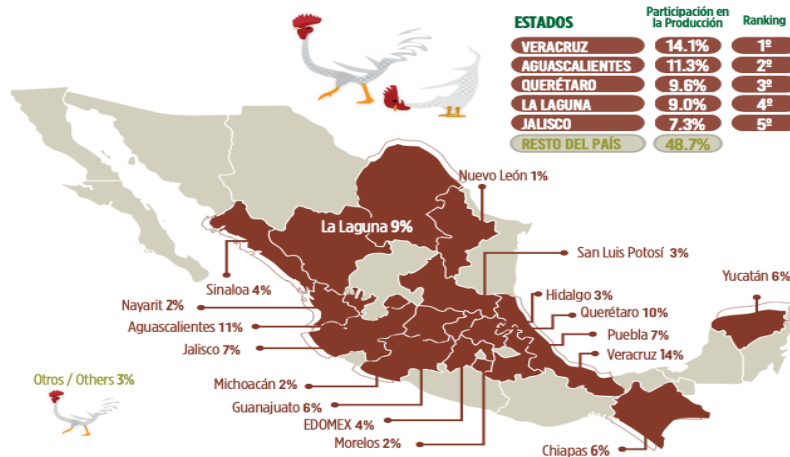 ESTADOS
Participación en
la Producción
Ranking
VERACRUZ 14.1% 1º
AGUASCALIENTES 11.3% 2º
QUERÉTARO 9.6% 3º
LA LAGUNA 9.0% 4º
JALISCO 7.3% 5º
RESTO DEL PAÍS 48.7%
Nuevo León 1%
La Laguna 9%
San Luis Potosí 3%
Sinaloa 4%
Yucatán 6%
Hidalgo 3%
Nayarit 2%
Querétaro 10%
Aguascalientes 11%
Puebla 7%
Jalisco 7%
Veracruz 14%
Otros / Others 3%
Michoacán 2%
Guanajuato 6%
EDOMEX 4%
Morelos 2%
Chiapas 6%